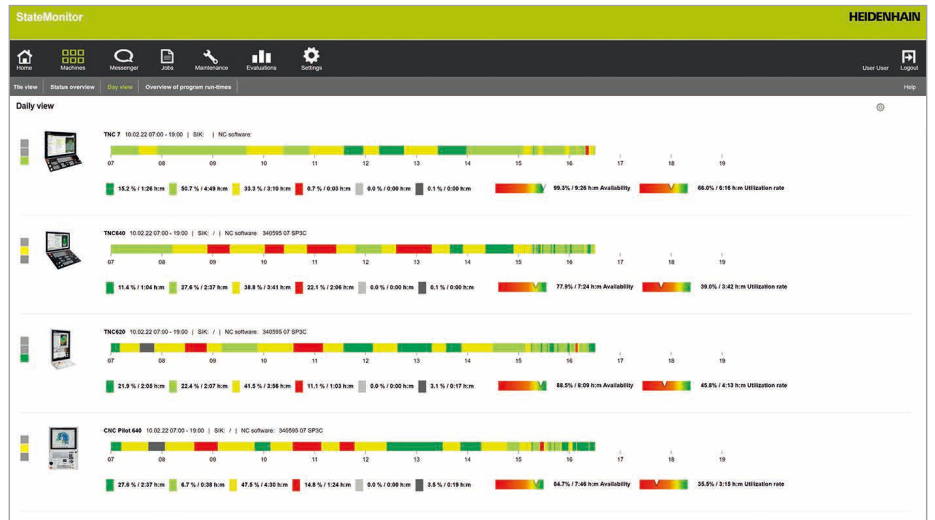 StateMonitor HEIDENHAIN
Home Machines Messenger Jobs Maintenance Evaluations Settings User User Logout
Tile view Status overview Day view Overview of program run-times Help
Daily view
TNC 7 10.02.22 07:00 - 19:00 | SIK: | NC-software:
07 08 09 10 11 12 13 14 15 16 17 18 19
15.2 % / 1:26 h:m 50.7 % / 4:49 h:m 33.3 % / 3:10 h:m 0.7 % / 0:03 h:m 0.0 % / 0:00 h:m 0.1 % / 0:00 h:m 99.3% / 9:26 h:m Availability 66.0% / 6:16 h:m Utilization rate
TNC640 10.02.22 07:00 - 19:00 | SIK: / | NC software: 340595 07 SP3C
07 08 09 10 11 12 13 14 15 16 17 18 19
11.4 % / 1:04 h:m 27.6 % / 2:37 h:m 38.8 % / 3:41 h:m 22.1 % / 2:06 h:m 0.0 % / 0:00 h:m 0.1 % / 0:00 h:m 77.9% / 7:24 h:m Availability 39.0% / 3:42 h:m Utilization rate
TNC620 10.02.22 07:00 - 19:00 | SIK: / | NC software: 340595 07 SP3C
07 08 09 10 11 12 13 14 15 16 17 18 19
21.9 % / 2:05 h:m 22.4 % / 2:07 h:m 41.5 % / 3:56 h:m 11.1 % / 1:03 h:m 0.0 % / 0:00 h:m 3.1 % / 0:17 h:m 88.5% / 8:09 h:m Availability 45.8% / 4:13 h:m Utilization rate
CNC Pilot 640 10.02.22 07:00 - 19:00 | SIK: / | NC software: 340595 07 SP3C
07 08 09 10 11 12 13 14 15 16 17 18 19
27.6 % / 2:37 h:m 6.7 % / 0:38 h:m 47.5 % / 4:30 h:m 14.8 % / 1:24 h:m 0.0 % / 0:00 h:m 3.5 % / 0:19 h:m 84.7% / 7:46 h:m Availability 35.5% / 3:15 h:m Utilization rate